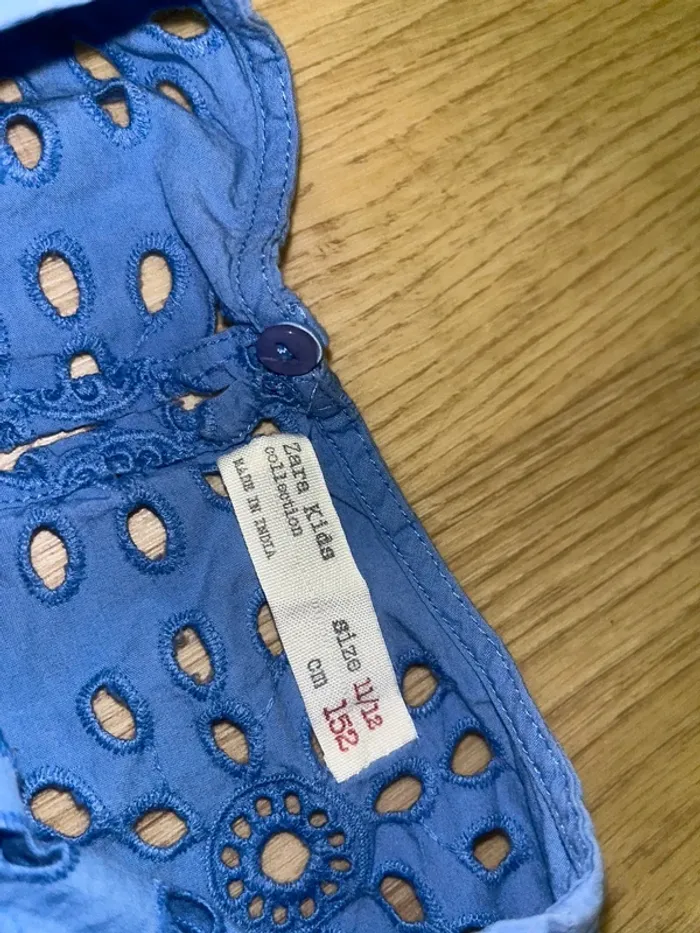 Zara Kids
collection
MADE IN INDIA
size 11/12
cm 152